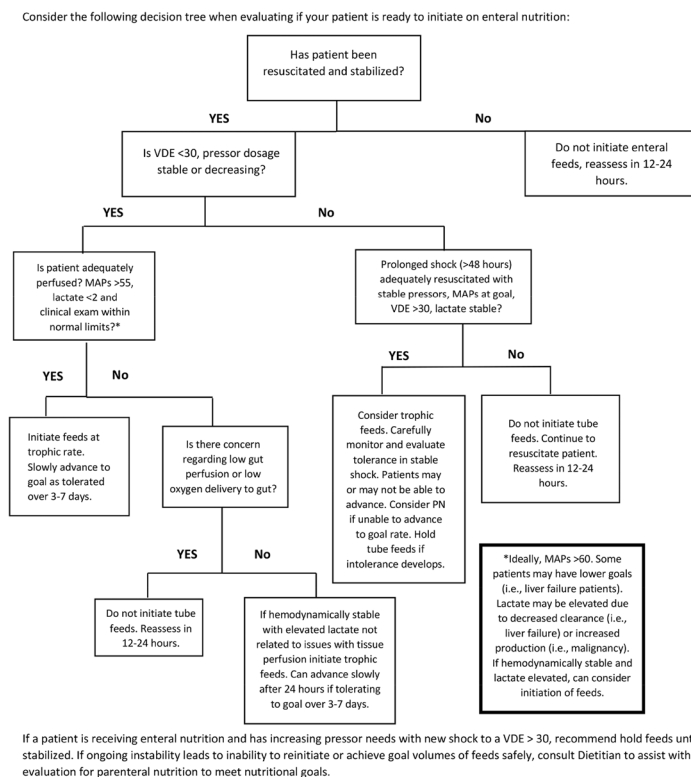 Consider the following decision tree when evaluating if your patient is ready to initiate on enteral nutrition:
Has patient been
resuscitated and stabilized?
YES
No
Is VDE <30, pressor dosage
stable or decreasing?
Do not initiate enteral
feeds, reassess in 12-24
hours.
YES
No
Is patient adequately
perfused? MAPs >55,
lactate <2 and
clinical exam within
normal limits?*
Prolonged shock (>48 hours)
adequately resuscitated with
stable pressors, MAPs at goal,
VDE >30, lactate stable?
YES
No
YES
No
Initiate feeds at
trophic rate.
Slowly advance to
goal as tolerated
over 3-7 days.
Is there concern
regarding low gut
perfusion or low
oxygen delivery to gut?
Consider trophic
feeds. Carefully
monitor and evaluate
tolerance in stable
shock. Patients may
or may not be able to
advance. Consider PN
if unable to advance
to goal rate. Hold
tube feeds if
intolerance develops.
Do not initiate tube
feeds. Continue to
resuscitate patient.
Reassess in 12-24
hours.
YES
No
Do not initiate tube
feeds. Reassess in
12-24 hours.
If hemodynamically stable
with elevated lactate not
related to issues with tissue
perfusion initiate trophic
feeds. Can advance slowly
after 24 hours if tolerating
to goal over 3-7 days.
*Ideally, MAPs >60. Some
patients may have lower goals
(i.e., liver failure patients).
Lactate may be elevated due
to decreased clearance (i.e.,
liver failure) or increased
production (i.e., malignancy).
If hemodynamically stable and
lactate elevated, can consider
initiation of feeds.
If a patient is receiving enteral nutrition and has increasing pressor needs with new shock to a VDE > 30, recommend hold feeds
stabilized. If ongoing instability leads to inability to reinitiate or achieve goal volumes of feeds safely, consult Dietitian to assist with
evaluation for parenteral nutrition to meet nutritional goals.